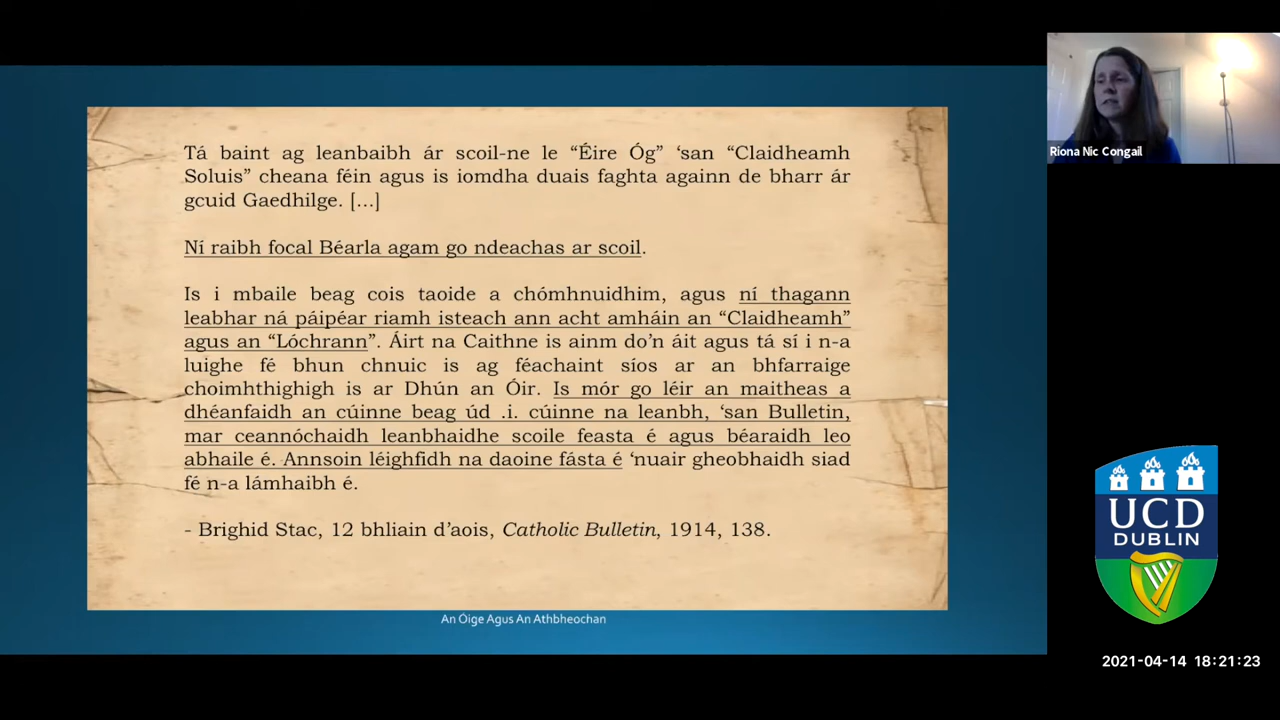 Tá baint ag leanbaibh ár scoil-ne le “Éire Óg” ‘san “Claidheamh
Soluis” cheana féin agus is iomdha duais faghta againn de bharr ár
gcuid Gaedhilge. […]
Ní raibh focal Béarla agam go ndeachas ar scoil.
Is i mbaile beag cois taoide a chómhnuidhim, agus ní thagann
leabhar ná páipéar riamh isteach ann acht amháin an “Claidheamh”
agus an “Lóchrann”. Áirt na Caithne is ainm do’n áit agus tá sí i n-a
luighe fé bhun chnuic is ag féachaint síos ar an bhfarraige
choimhthighigh is ar Dhún an Óir. Is mór go léir an maitheas a
dhéanfaidh an cúinne beag úd .i. cúinne na leanbh, ‘san Bulletin,
mar ceannóchaidh leanbhaidhe scoile feasta é agus béaraidh leo
abhaile é. Annsoin léighfidh na daoine fásta é ‘nuair gheobhaidh siad
fé n-a lámhaibh é.
- Brighid Stac, 12 bhliain d’aois, Catholic Bulletin, 1914, 138.
An Óige Agus An Athbheochan
Ríona Nic Congáil
UCD
DUBLIN
2021-04-14 18:21:23